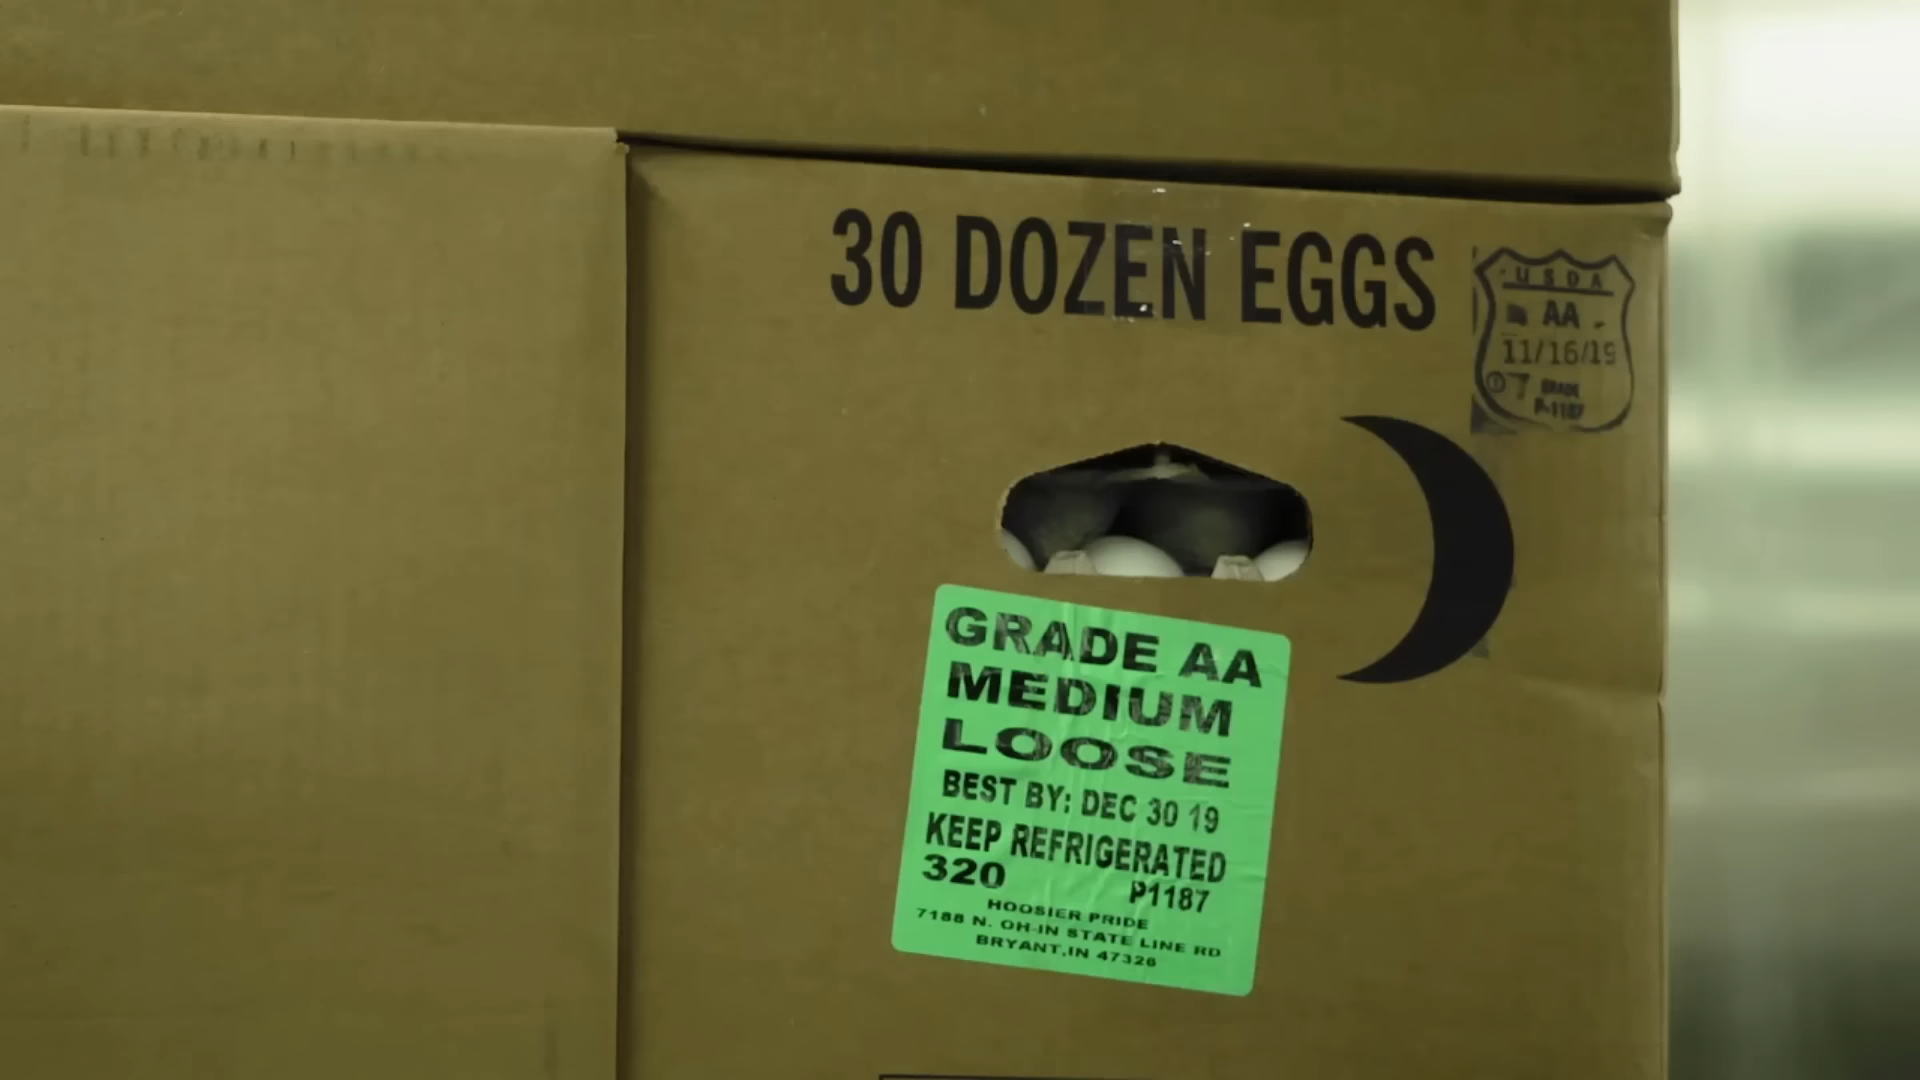 30 DOZEN EGGS
USDA
AA
11/16/19
GRADE
P-1187
GRADE AA
MEDIUM
LOOSE
BEST BY: DEC 30 19
KEEP REFRIGERATED
320 P1187
HOOSIER PRIDE
7188 N. OH-IN STATE LINE RD
BRYANT,IN 47326